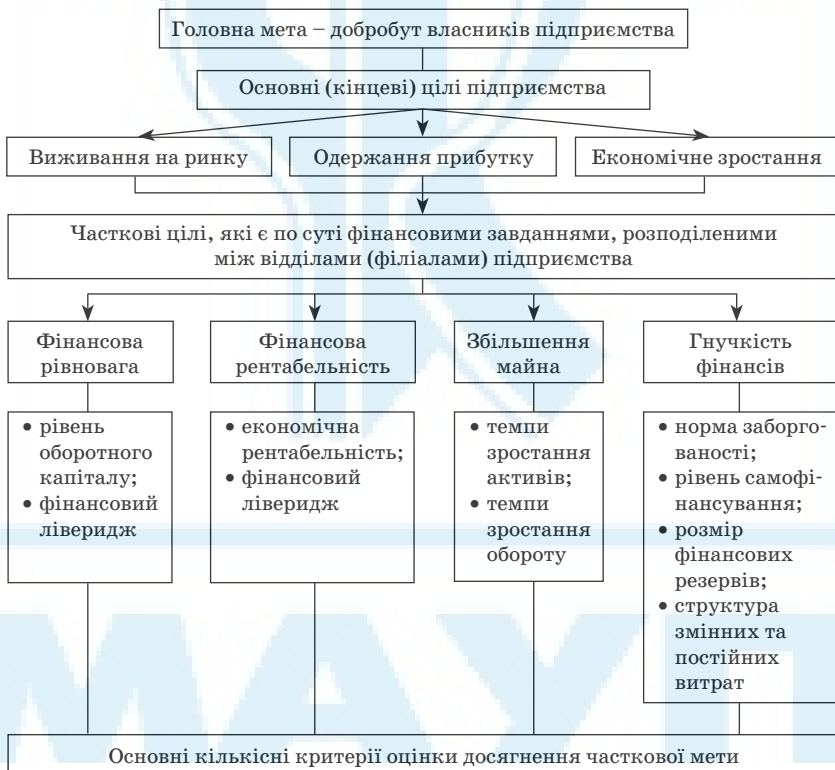 Головна мета – добробут власників підприємства
Основні (кінцеві) цілі підприємства
Виживання на ринку
Одержання прибутку
Економічне зростання
Часткові цілі, які є по суті фінансовими завданнями, розподіленими
між відділами (філіалами) підприємства
Фінансова
рівновага
Фінансова
рентабельність
Збільшення
майна
Гнучкість
фінансів
• рівень
оборотного
капіталу;
• фінансовий
ліверидж
• економічна
рентабельність;
• фінансовий
ліверидж
• темпи
зростання
активів;
• темпи
зростання
обороту
• норма заборго-
ваності;
• рівень самофі-
нансування;
• розмір
фінансових
резервів;
• структура
змінних та
постійних
витрат
Основні кількісні критерії оцінки досягнення часткової мети
МАУП